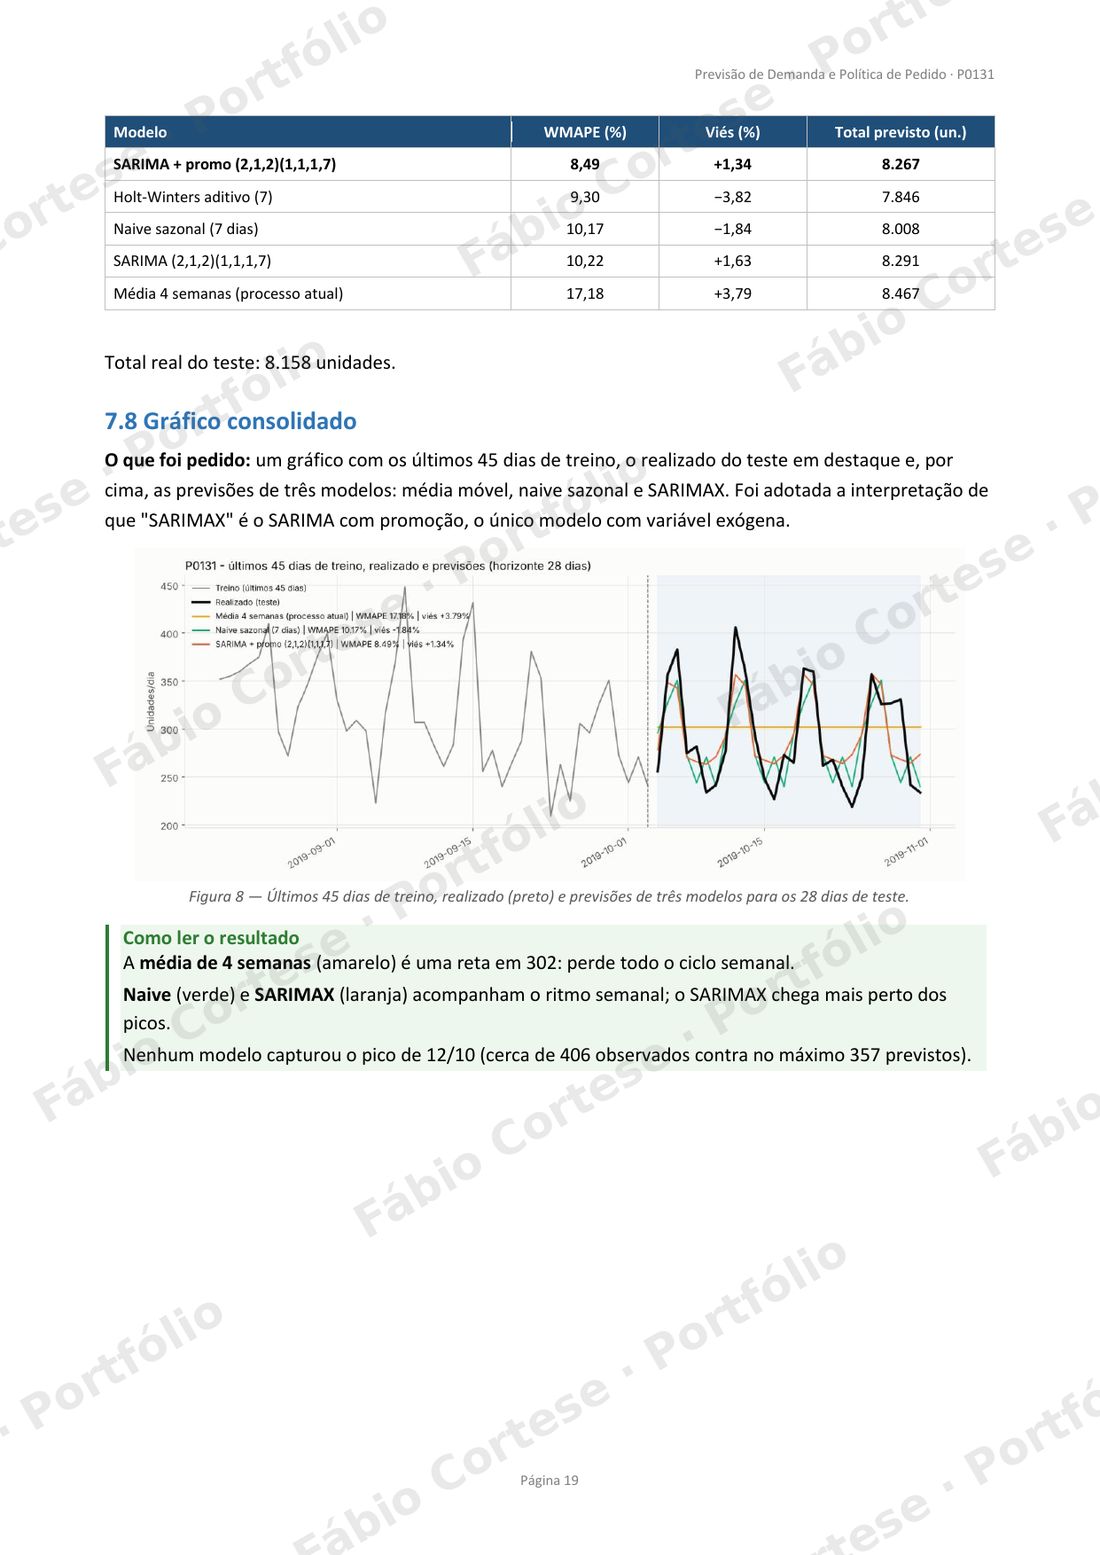 Previsão de Demanda e Política de Pedido · P0131
Modelo WMAPE (%) Viés (%) Total previsto (un.)
SARIMA + promo (2,1,2)(1,1,1,7) 8,49 +1,34 8.267
Holt-Winters aditivo (7) 9,30 −3,82 7.846
Naive sazonal (7 dias) 10,17 −1,84 8.008
SARIMA (2,1,2)(1,1,1,7) 10,22 +1,63 8.291
Média 4 semanas (processo atual) 17,18 +3,79 8.467
Total real do teste: 8.158 unidades.
7.8 Gráfico consolidado
O que foi pedido: um gráfico com os últimos 45 dias de treino, o realizado do teste em destaque e, por
cima, as previsões de três modelos: média móvel, naive sazonal e SARIMAX. Foi adotada a interpretação de
que "SARIMAX" é o SARIMA com promoção, o único modelo com variável exógena.
P0131 - últimos 45 dias de treino, realizado e previsões (horizonte 28 dias)
Treino (últimos 45 dias)
Realizado (teste)
Média 4 semanas (processo atual) | WMAPE 17.18% | viés +3.79%
Naive sazonal (7 dias) | WMAPE 10.17% | viés -1.84%
SARIMA + promo (2,1,2)(1,1,1,7) | WMAPE 8.49% | viés +1.34%
Unidades/dia
450
400
350
300
250
200
2019-09-01 2019-09-15 2019-10-01 2019-10-15 2019-11-01
Figura 8 — Últimos 45 dias de treino, realizado (preto) e previsões de três modelos para os 28 dias de teste.
Como ler o resultado
A média de 4 semanas (amarelo) é uma reta em 302: perde todo o ciclo semanal.
Naive (verde) e SARIMAX (laranja) acompanham o ritmo semanal; o SARIMAX chega mais perto dos
picos.
Nenhum modelo capturou o pico de 12/10 (cerca de 406 observados contra no máximo 357 previstos).
Página 19
Fábio Cortese · Portfólio